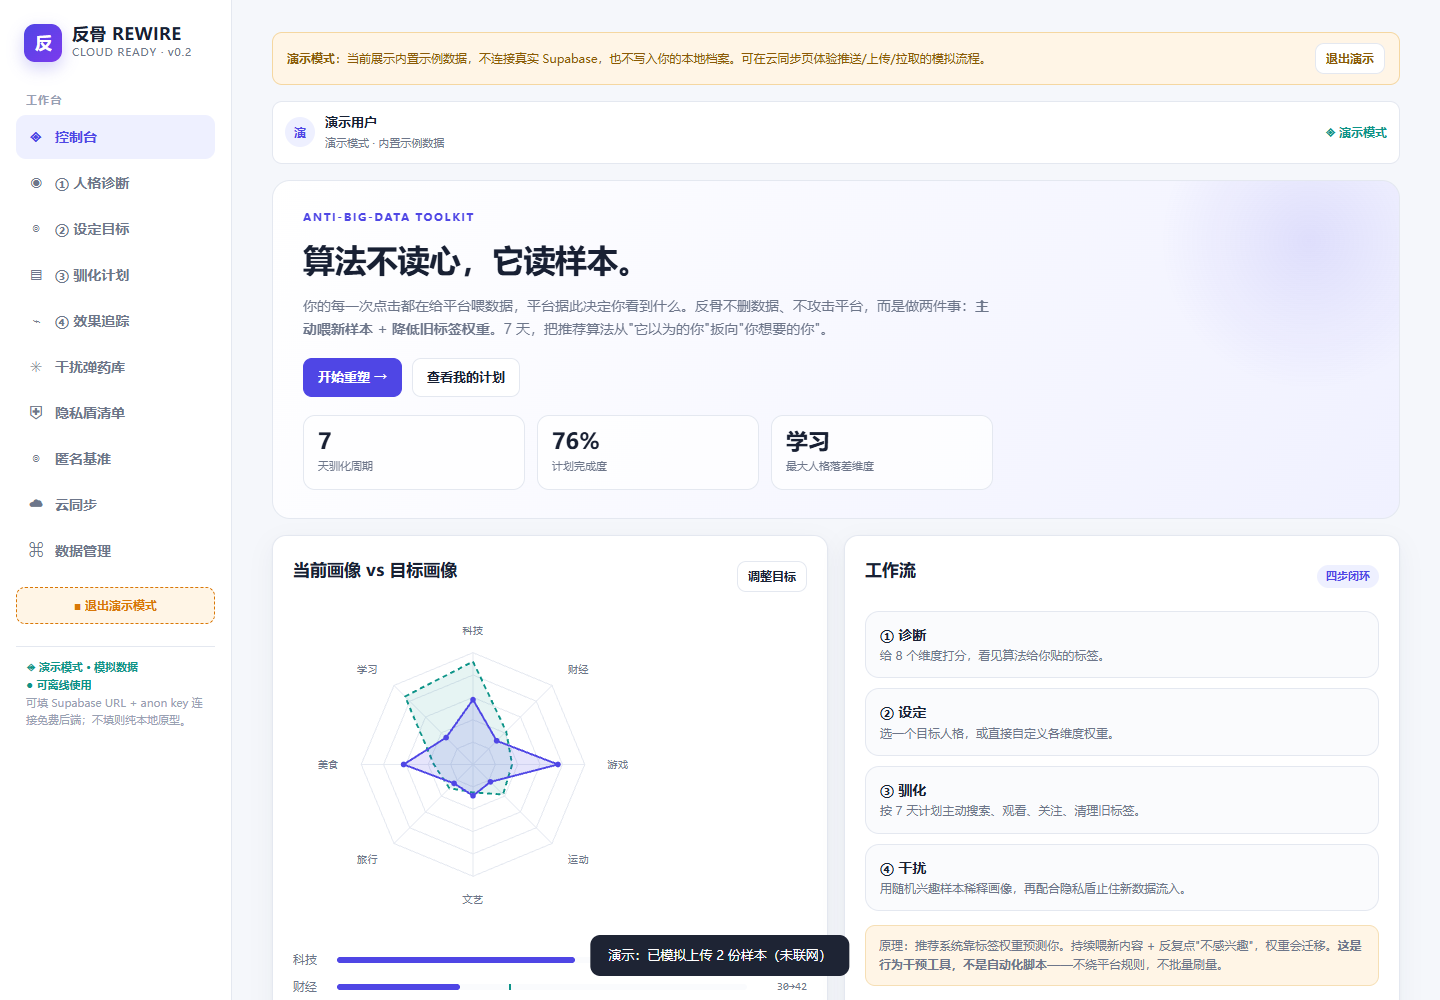 反
反骨 REWIRE
CLOUD READY · v0.2
工作台
控制台
① 人格诊断
② 设定目标
③ 驯化计划
④ 效果追踪
干扰弹药库
隐私盾清单
匿名基准
云同步
数据管理
退出演示模式
演示模式 • 模拟数据
可离线使用
可填 Supabase URL + anon key 连
接免费后端；不填则纯本地原型。
演示模式：当前展示内置示例数据，不连接真实 Supabase，也不写入你的本地档案。可在云同步页体验推送/上传/拉取的模拟流程。
退出演示
演
演示用户
演示模式 · 内置示例数据
演示模式
ANTI-BIG-DATA TOOLKIT
算法不读心，它读样本。
你的每一次点击都在给平台喂数据，平台据此决定你看到什么。反骨不删数据、不攻击平台，而是做两件事：主
动喂新样本 + 降低旧标签权重。7 天，把推荐算法从"它以为的你"扳向"你想要的你"。
开始重塑 →
查看我的计划
7
天驯化周期
76%
计划完成度
学习
最大人格落差维度
当前画像 vs 目标画像
调整目标
科技
财经
游戏
运动
文艺
旅行
美食
学习
科技
财经
30→42
工作流
四步闭环
① 诊断
给 8 个维度打分，看见算法给你贴的标签。
② 设定
选一个目标人格，或直接自定义各维度权重。
③ 驯化
按 7 天计划主动搜索、观看、关注、清理旧标签。
④ 干扰
用随机兴趣样本稀释画像，再配合隐私盾止住新数据流入。
原理：推荐系统靠标签权重预测你。持续喂新内容 + 反复点"不感兴趣"，权重会迁移。这是
行为干预工具，不是自动化脚本——不绕平台规则，不批量刷量。
演示：已模拟上传 2 份样本（未联网）